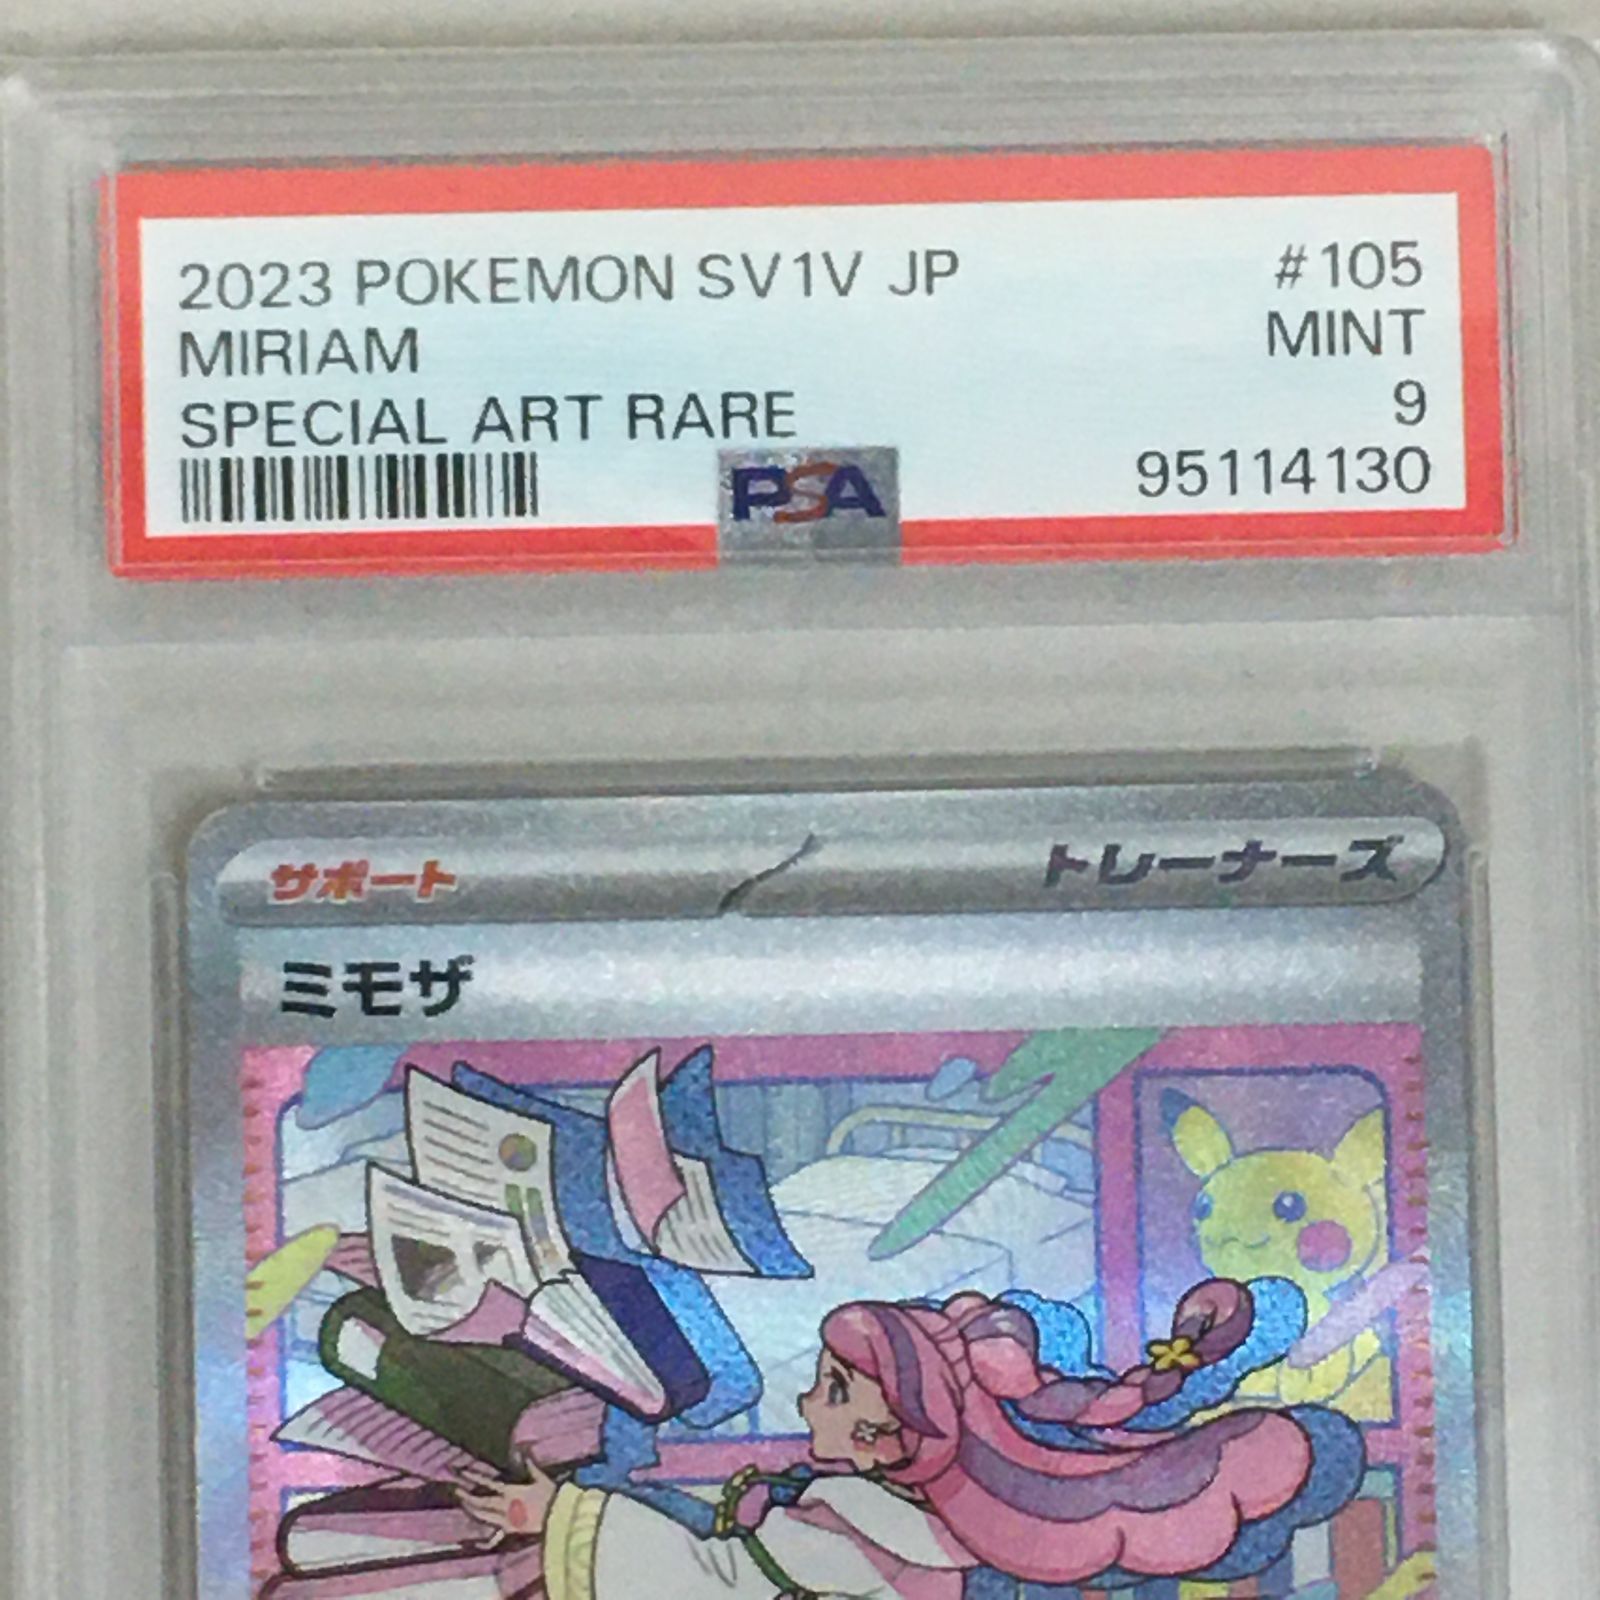 2023 POKEMON SV1V JP #105
MIRIAM MINT
SPECIAL ART RARE 9
PSA 95114130
サポート トレーナーズ
ミモザ